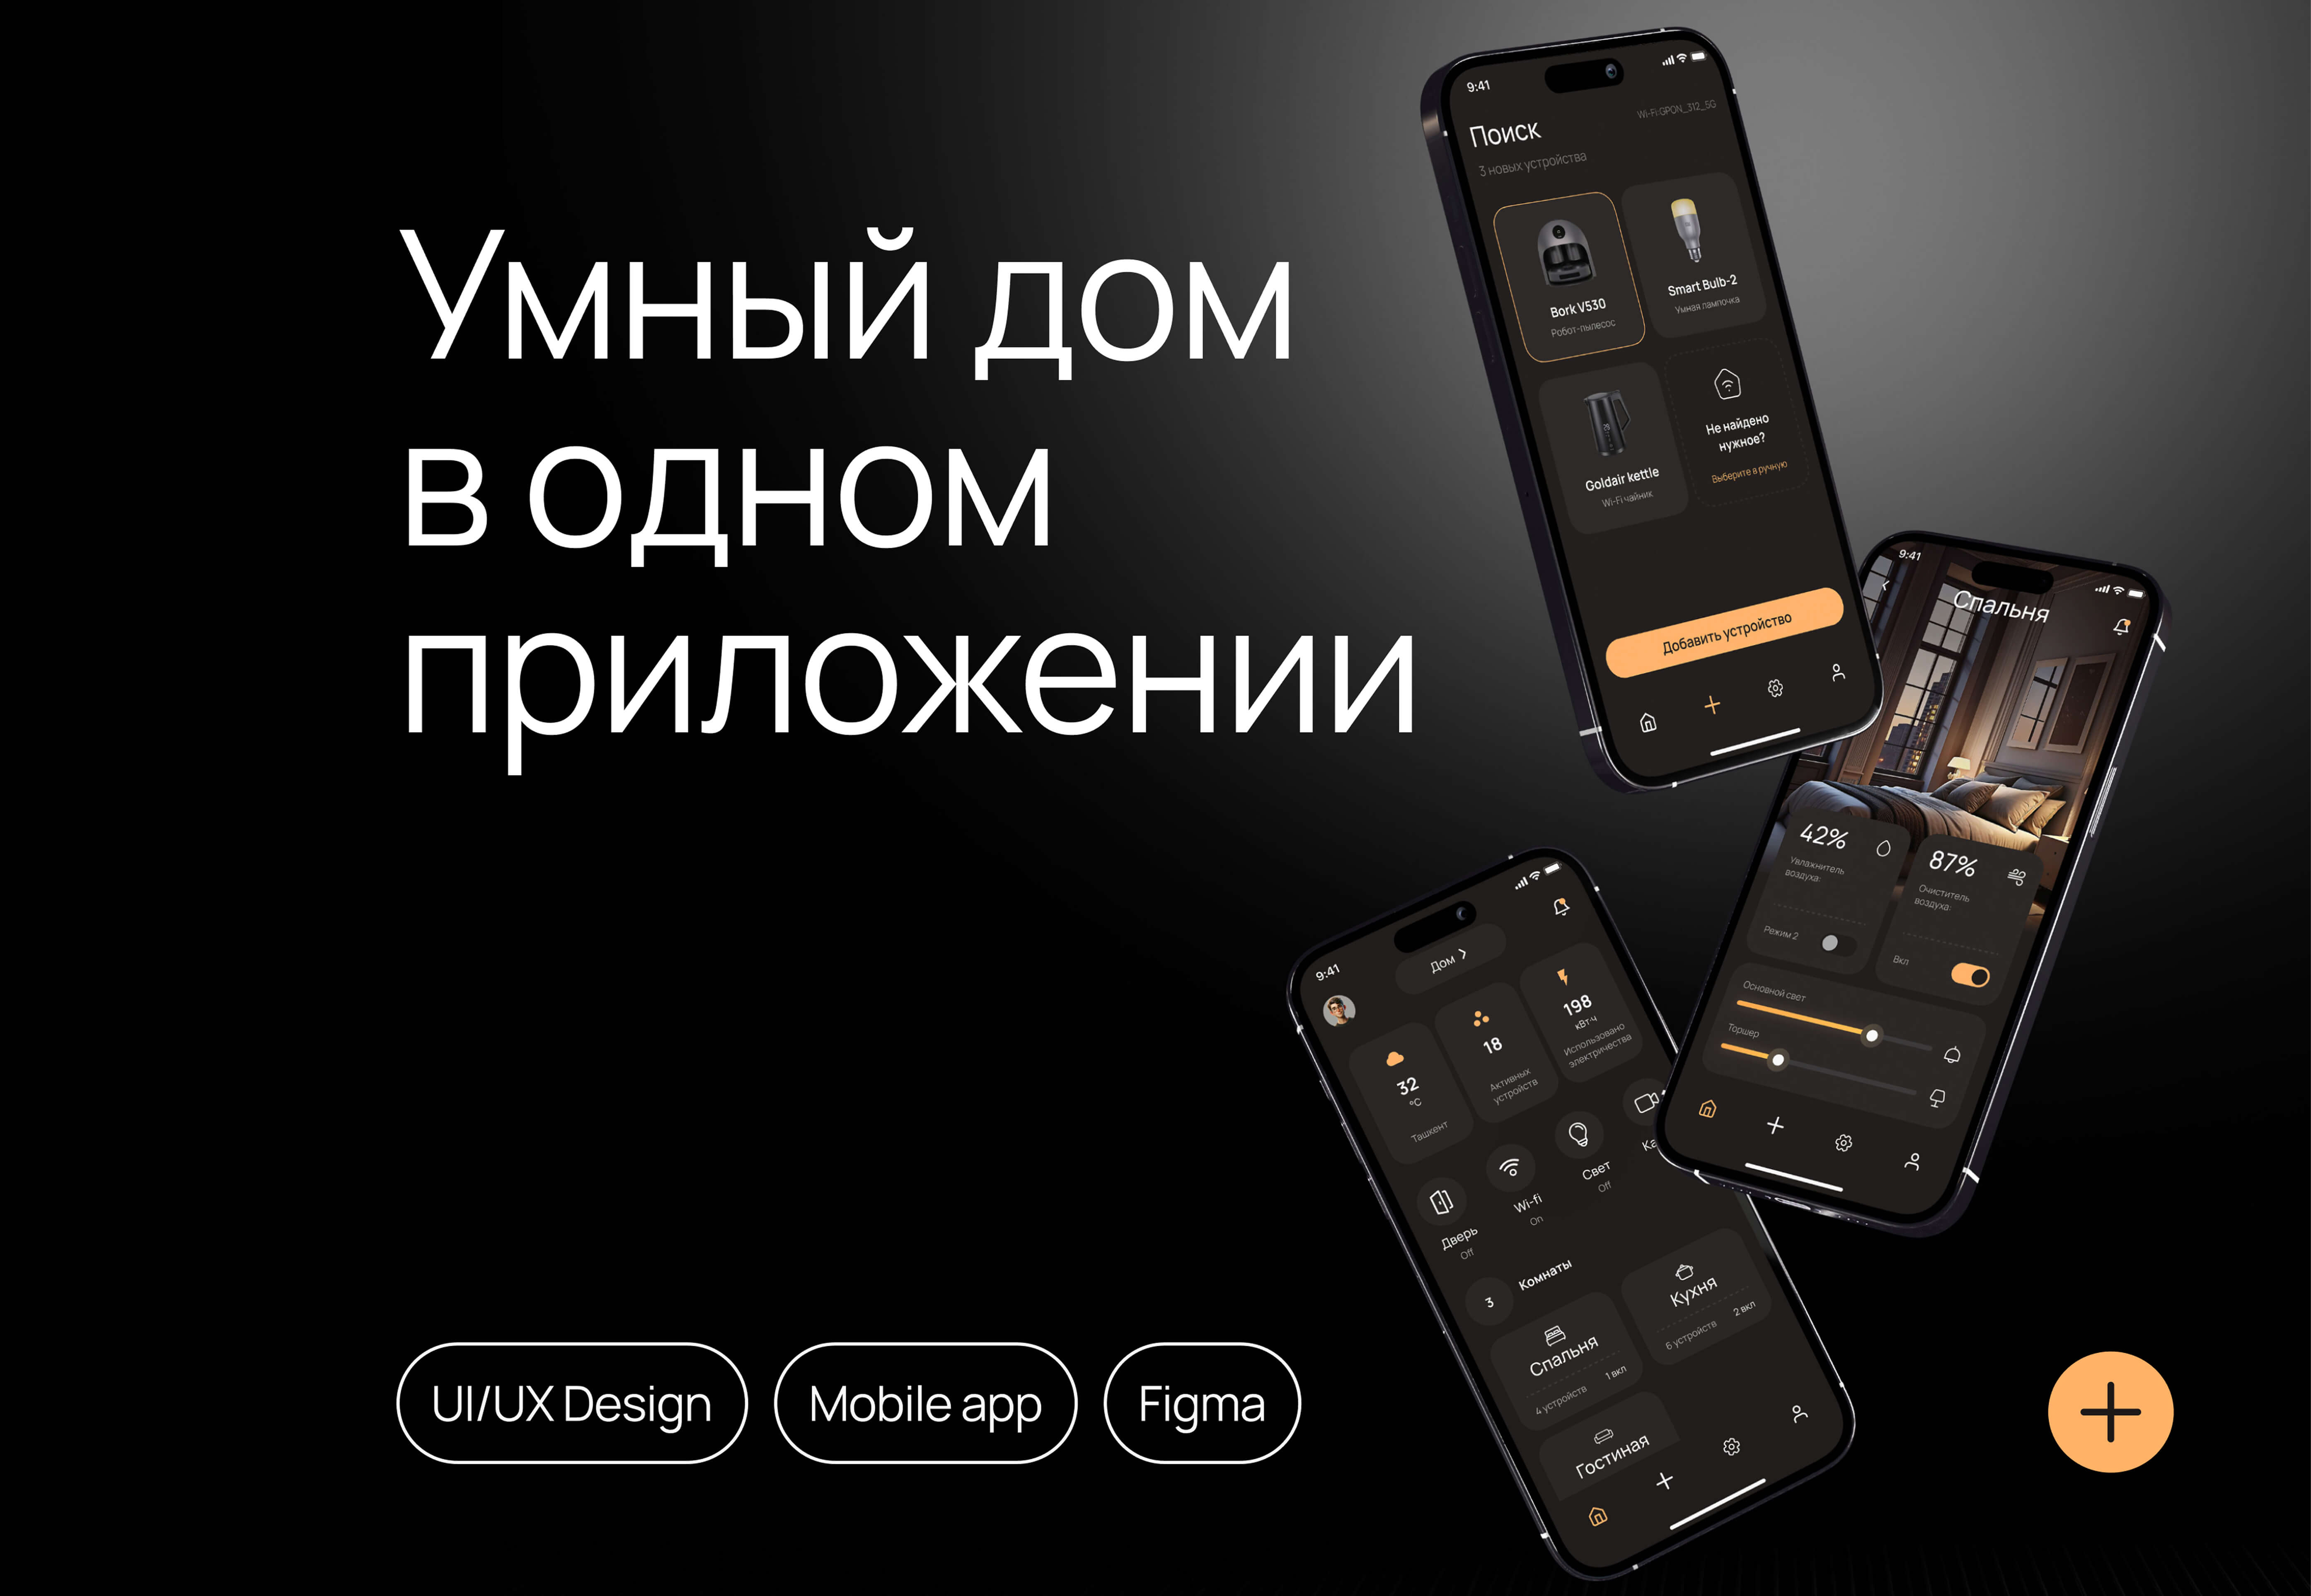 Умный дом
в одном
приложении
UI/UX Design
Mobile app
Figma
9:41
Wi-Fi:GPON_312_5G
Поиск
3 новых устройства
Bork V530
Робот-пылесос
Smart Bulb-2
Умная лампочка
Goldair kettle
Wi-Fi чайник
Не найдено
нужное?
Выберите в ручную
Добавить устройство
9:41
Спальня
42%
Увлажнитель
воздуха:
Режим 2
87%
Очиститель
воздуха:
Вкл
Основной свет
Торшер
9:41
Дом
32
°C
Ташкент
18
Активных
устройств
198
кВт·ч
Использовано
электричества
Дверь
Off
Wi-fi
On
Свет
Off
Ка
3
Комнаты
Спальня
4 устройств
1 вкл
Кухня
6 устройств
2 вкл
Гостиная